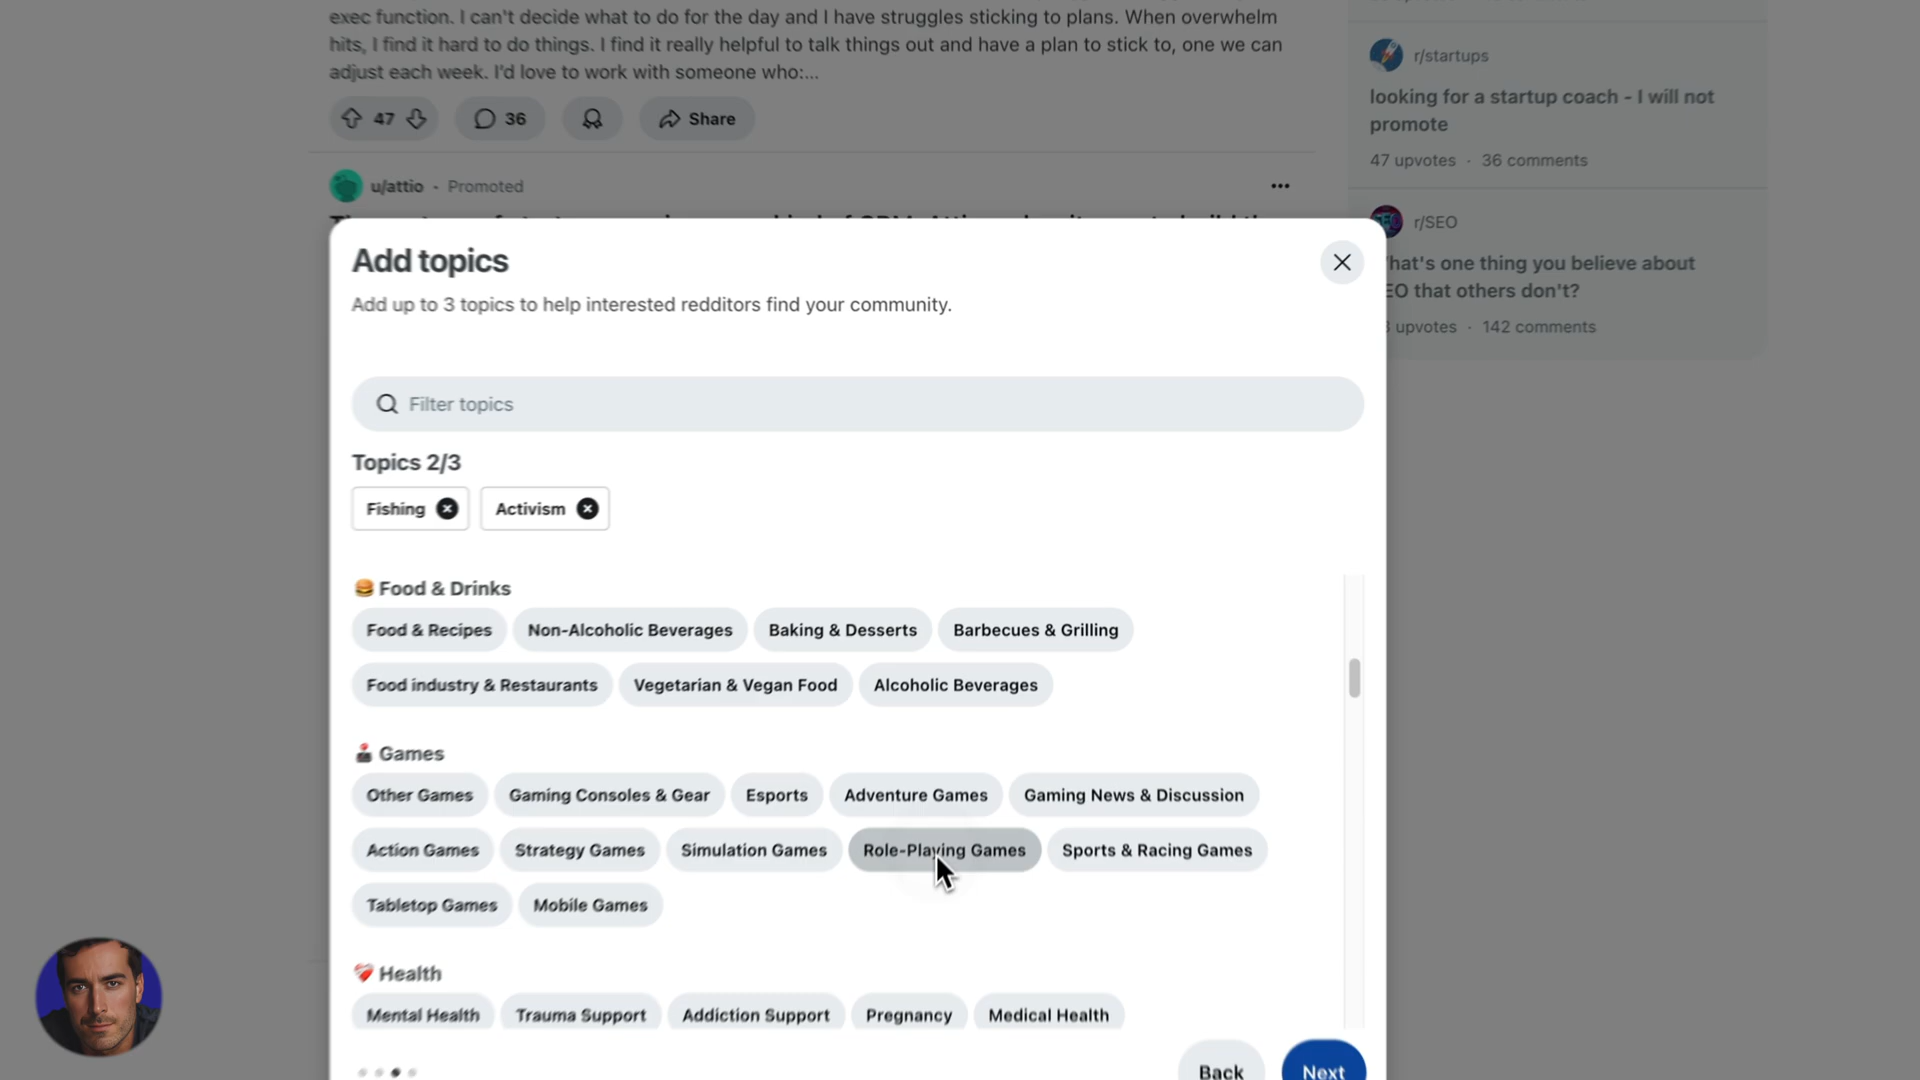 exec function. I can't decide what to do for the day and I have struggles sticking to plans. When overwhelm
hits, I find it hard to do things. I find it really helpful to talk things out and have a plan to stick to, one we can
adjust each week. I'd love to work with someone who:...
47
36
Share
u/attio • Promoted
Add topics
Add up to 3 topics to help interested redditors find your community.
Filter topics
Topics 2/3
Fishing
Activism
Food & Drinks
Food & Recipes
Non-Alcoholic Beverages
Baking & Desserts
Barbecues & Grilling
Food industry & Restaurants
Vegetarian & Vegan Food
Alcoholic Beverages
Games
Other Games
Gaming Consoles & Gear
Esports
Adventure Games
Gaming News & Discussion
Action Games
Strategy Games
Simulation Games
Role-Playing Games
Sports & Racing Games
Tabletop Games
Mobile Games
Health
Mental Health
Trauma Support
Addiction Support
Pregnancy
Medical Health
Back
Next
r/startups
looking for a startup coach - I will not
promote
47 upvotes · 36 comments
r/SEO
one thing you believe about
that others don't?
upvotes · 142 comments